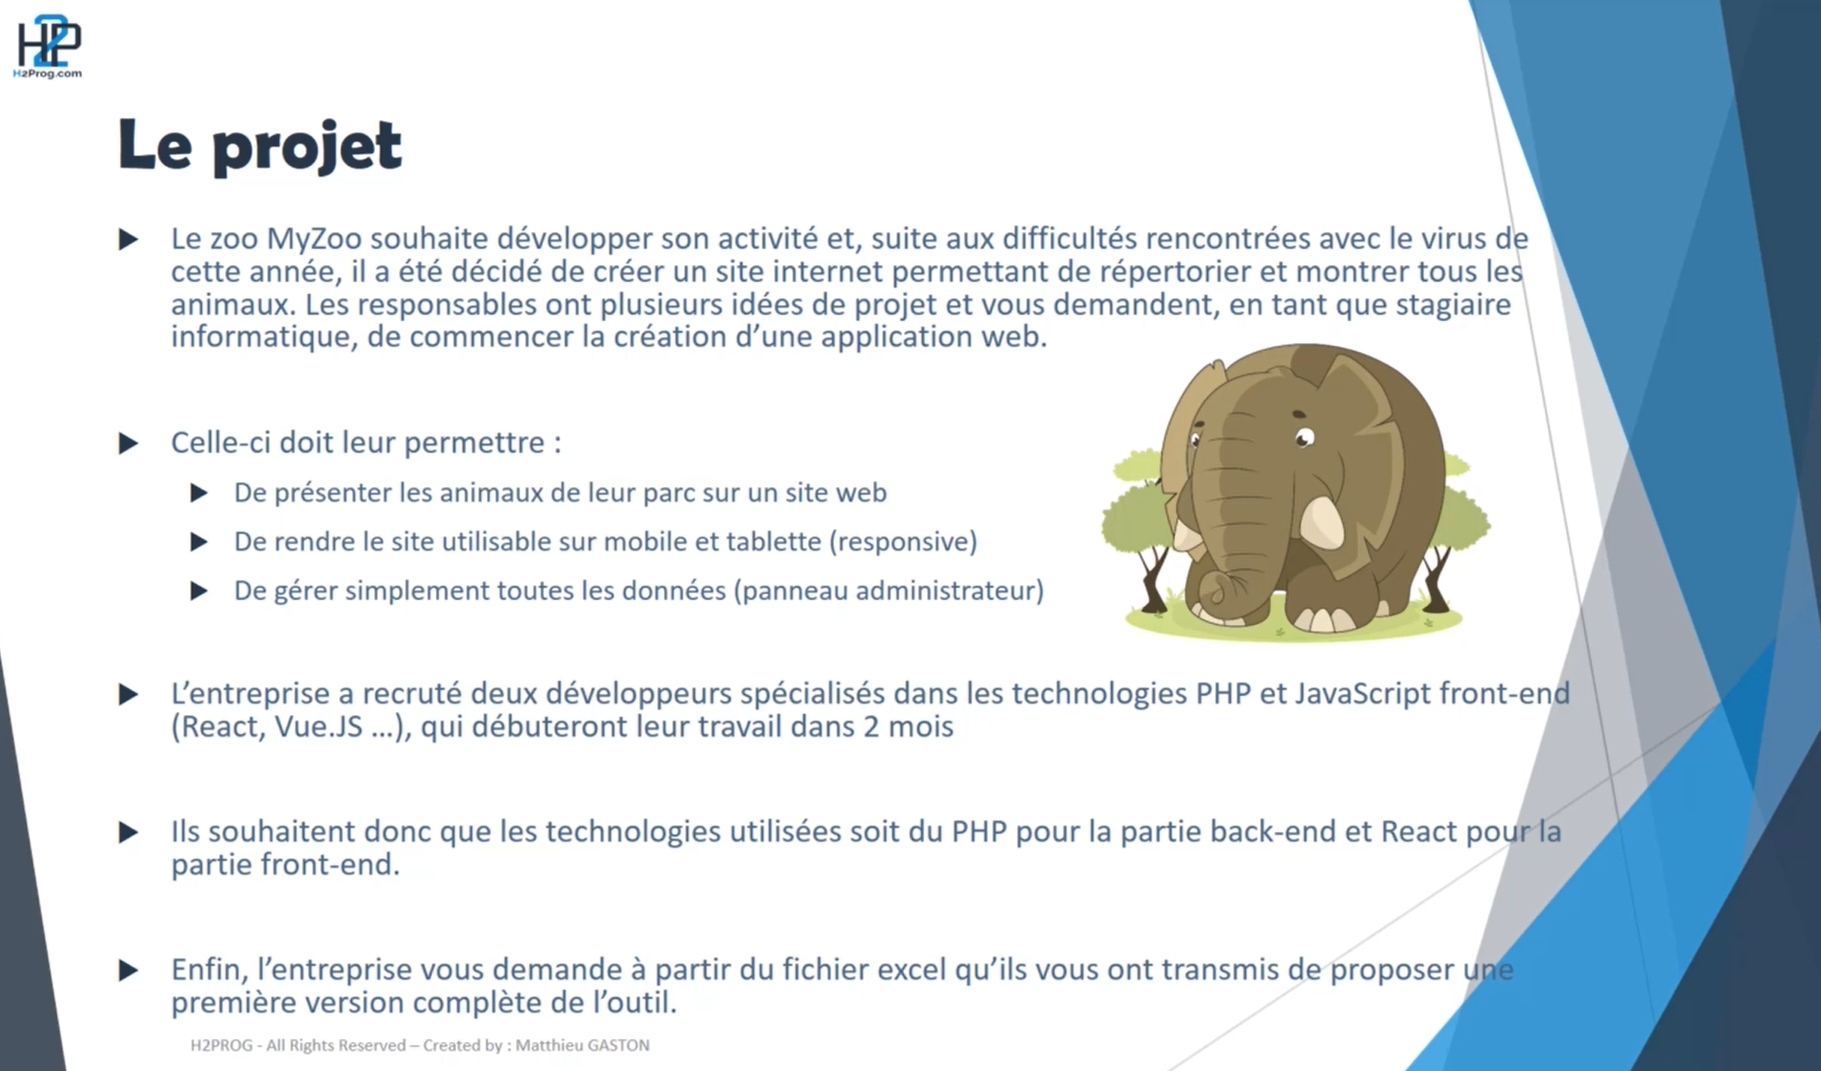 H2P
H2Prog.com
Le projet
Le zoo MyZoo souhaite développer son activité et, suite aux difficultés rencontrées avec le virus de
cette année, il a été décidé de créer un site internet permettant de répertorier et montrer tous les
animaux. Les responsables ont plusieurs idées de projet et vous demandent, en tant que stagiaire
informatique, de commencer la création d’une application web.
Celle-ci doit leur permettre :
De présenter les animaux de leur parc sur un site web
De rendre le site utilisable sur mobile et tablette (responsive)
De gérer simplement toutes les données (panneau administrateur)
L’entreprise a recruté deux développeurs spécialisés dans les technologies PHP et JavaScript front-end
(React, Vue.JS …), qui débuteront leur travail dans 2 mois
Ils souhaitent donc que les technologies utilisées soit du PHP pour la partie back-end et React pour la
partie front-end.
Enfin, l’entreprise vous demande à partir du fichier excel qu’ils vous ont transmis de proposer une
première version complète de l’outil.
H2PROG - All Rights Reserved – Created by : Matthieu GASTON